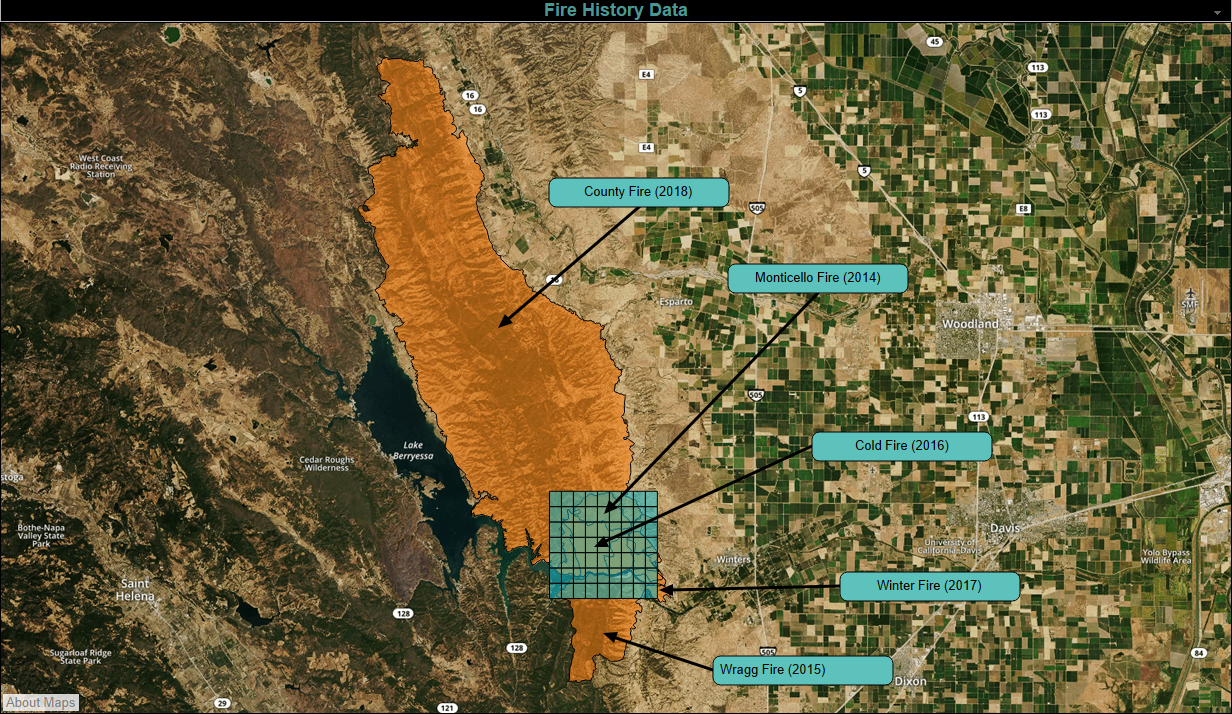 Fire History Data
45
113
E4
5
16
16
113
E4
West Coast
Radio Receiving
Station
5
County Fire (2018)
505
E8
Monticello Fire (2014)
16
Esparto
SMF
Woodland
505
113
Lake
Berryessa
Cold Fire (2016)
Cedar Roughs
Wilderness
stoga
Bothe-Napa
Valley State
Park
Davis
University of
California-Davis
Winters
Yolo Bypass
Wildlife Area
Saint
Helena
Winter Fire (2017)
128
128
Sugarloaf Ridge
State Park
505
84
Wragg Fire (2015)
Dixon
About Maps
29
121